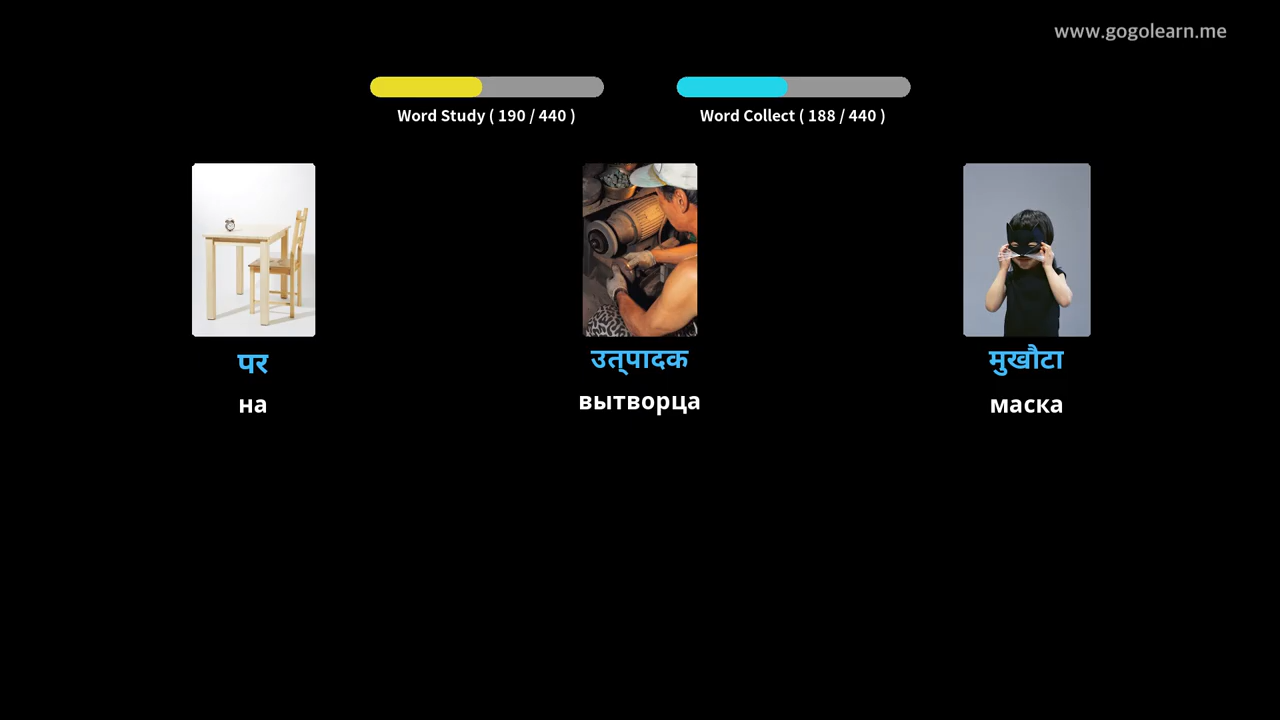 www.gogolearn.me
Word Study ( 190 / 440 )
Word Collect ( 188 / 440 )
पर
на
उत्पादक
вытворца
मुखौटा
маска